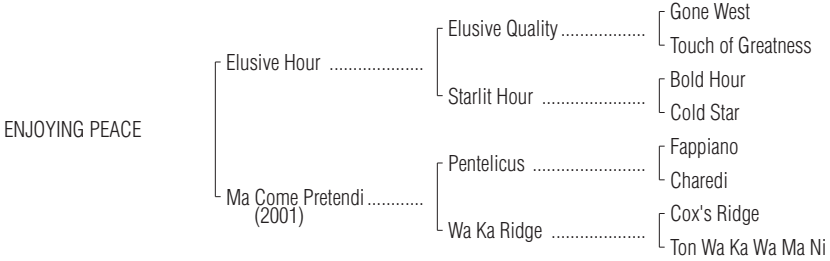 Gone West
Elusive Quality ...................
Touch of Greatness
Elusive Hour .....................
Bold Hour
Starlit Hour .......................
Cold Star
ENJOYING PEACE
Fappiano
Pentelicus .........................
Charedi
Ma Come Pretendi ............
(2001)
Cox's Ridge
Wa Ka Ridge .....................
Ton Wa Ka Wa Ma Ni